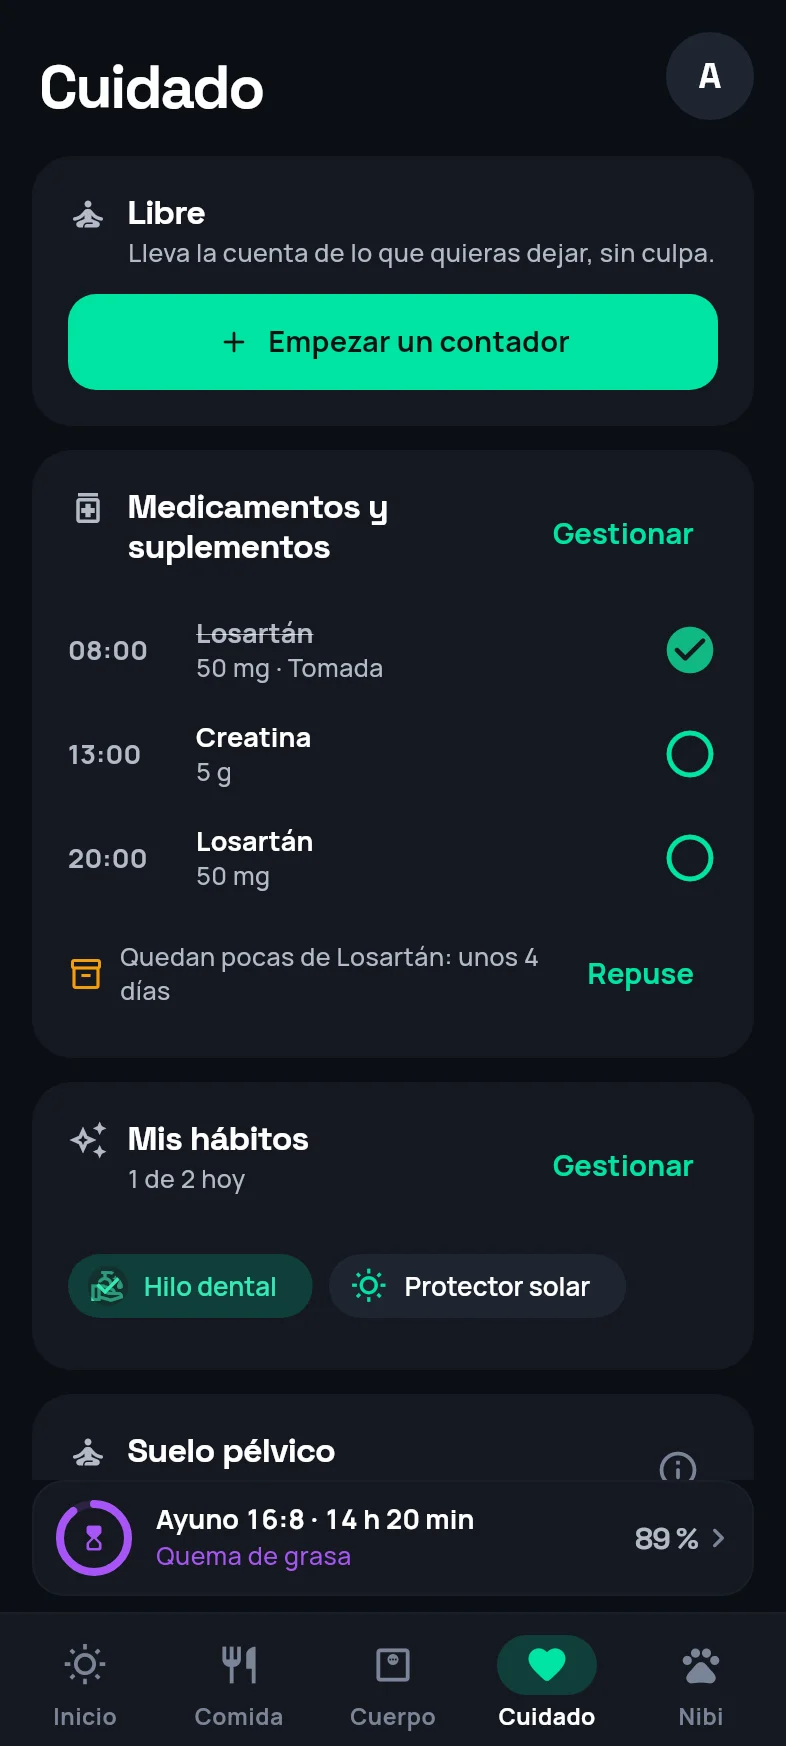 Cuidado
A
Libre
Lleva la cuenta de lo que quieras dejar, sin culpa.
+ Empezar un contador
Medicamentos y
suplementos
Gestionar
08:00
Losartán
50 mg · Tomada
13:00
Creatina
5 g
20:00
Losartán
50 mg
Quedan pocas de Losartán: unos 4
días
Repuse
Mis hábitos
1 de 2 hoy
Gestionar
Hilo dental
Protector solar
Suelo pélvico
Ayuno 16:8 · 14 h 20 min
Quema de grasa
89 %
Inicio
Comida
Cuerpo
Cuidado
Nibi